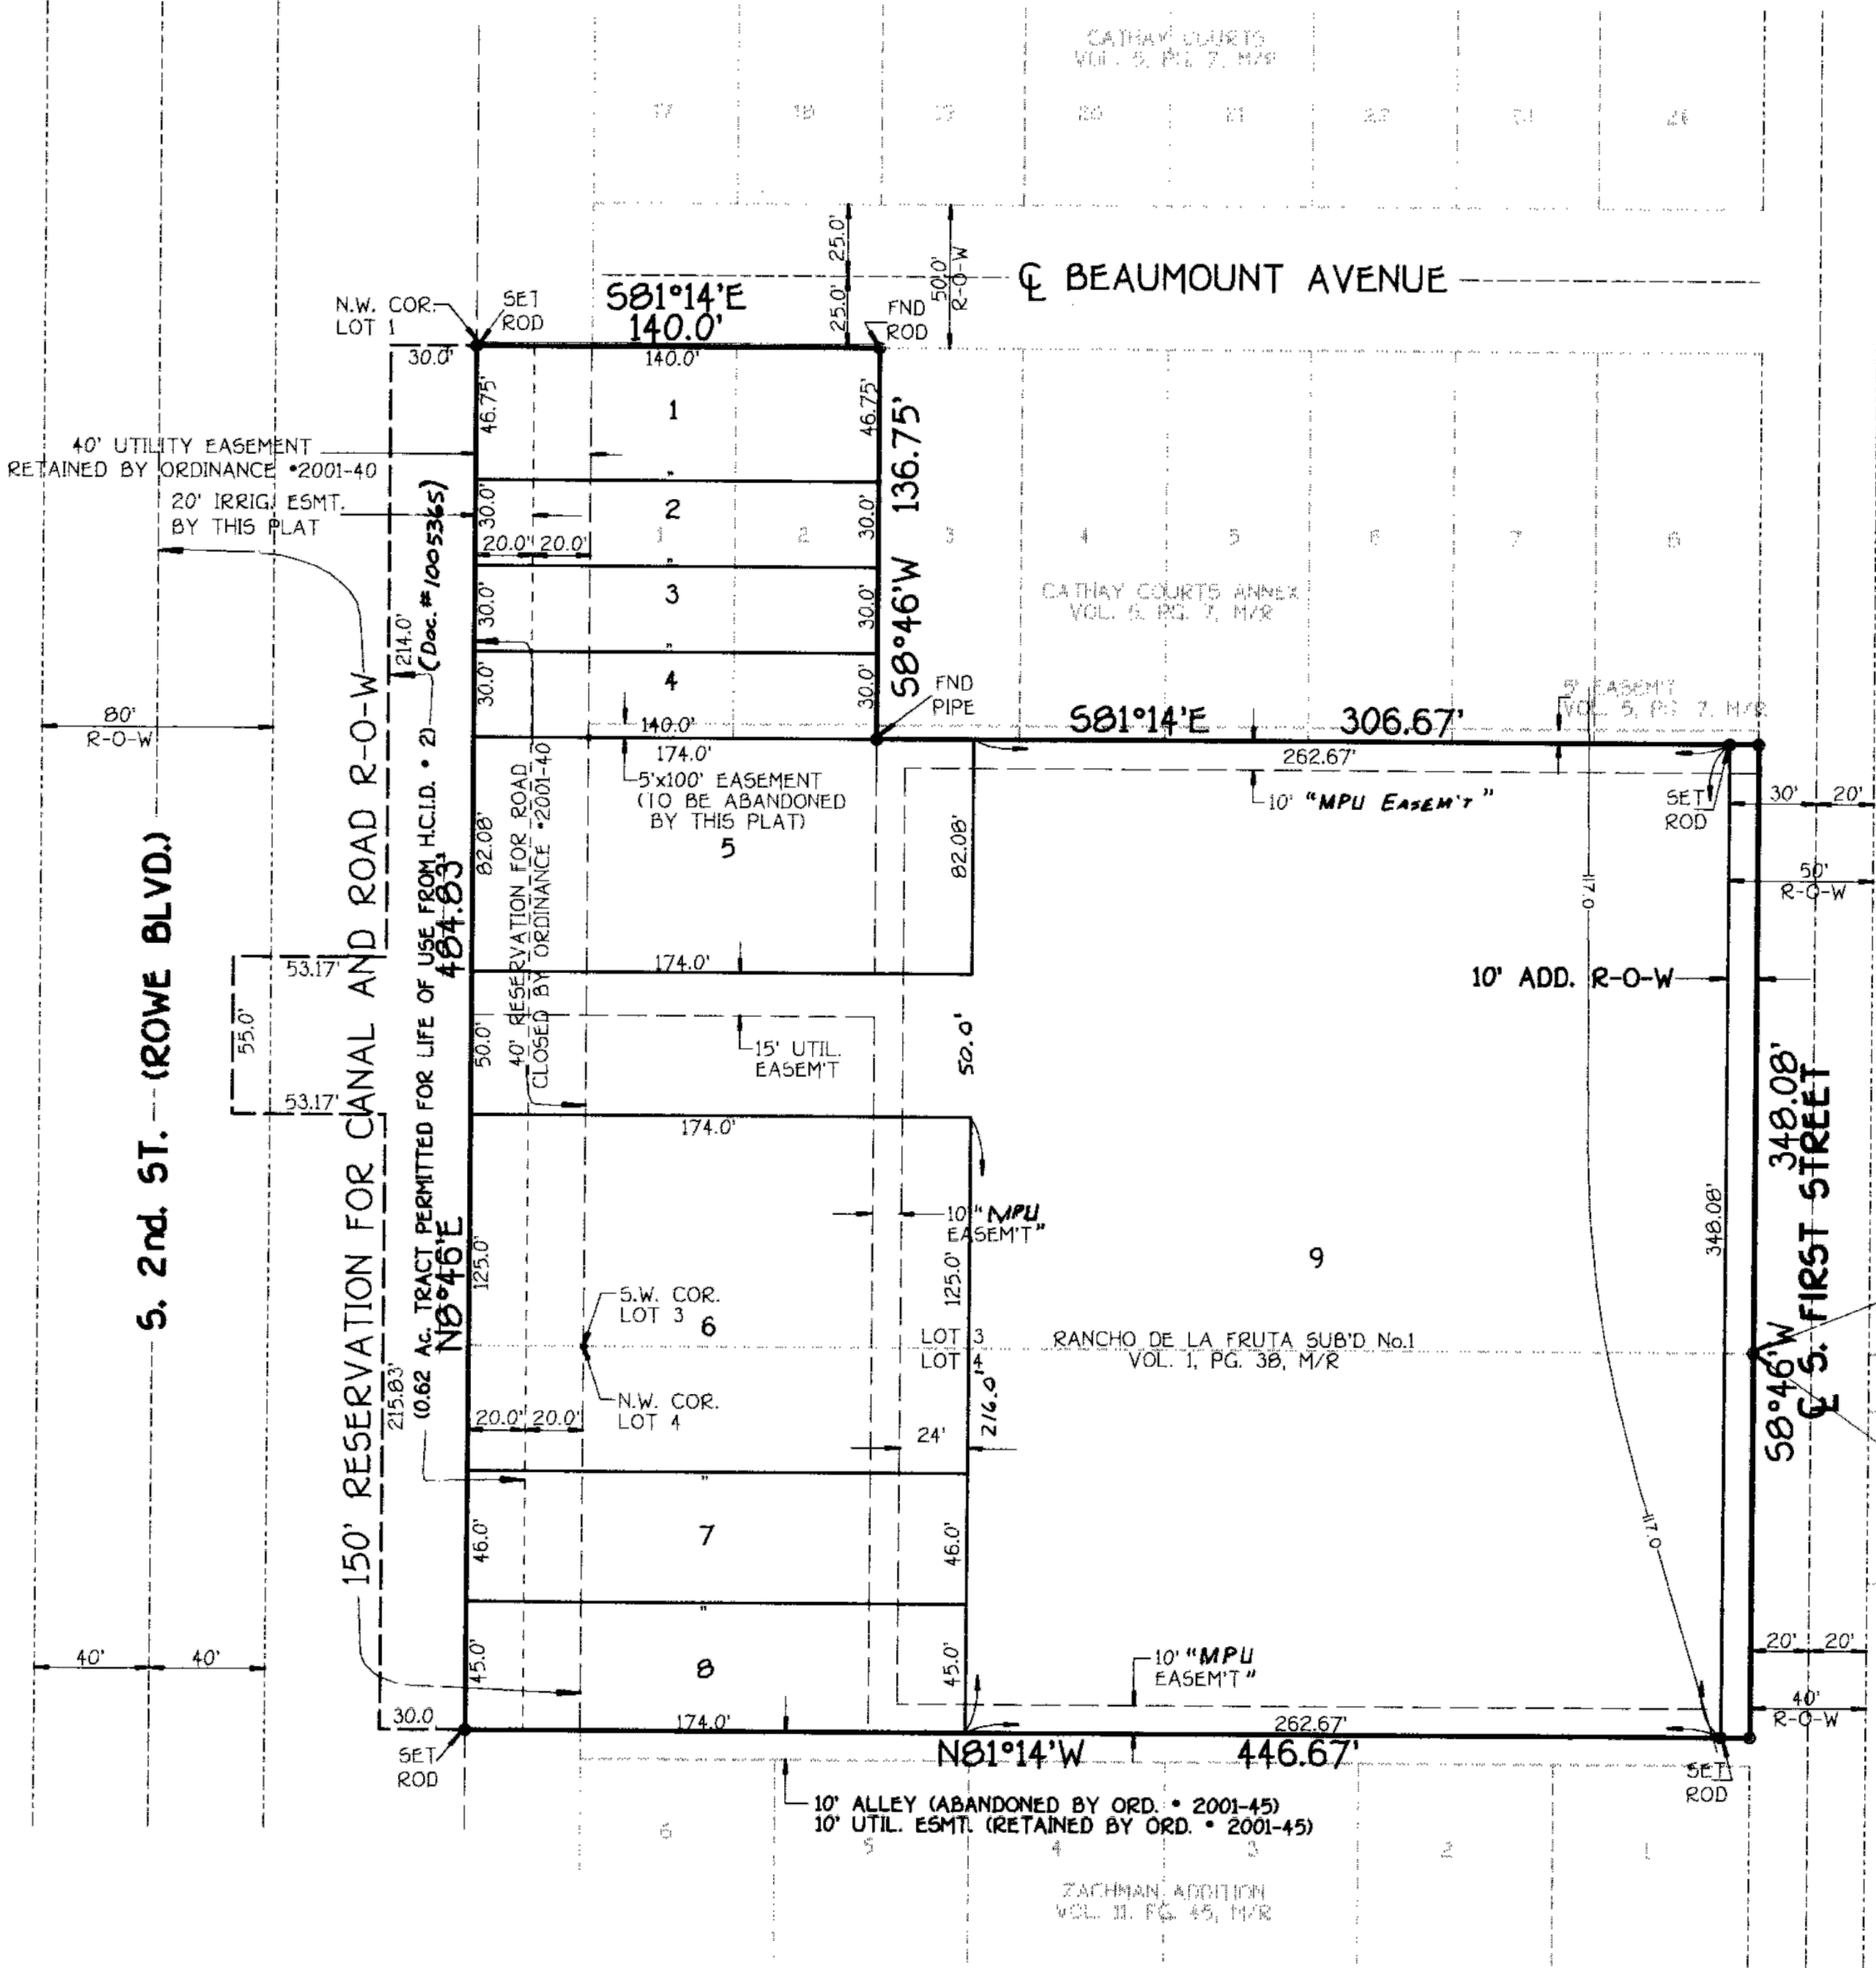 CATHAY COURTS
VOL. 5, PG. 7, M/R
17
18
19
20
21
22
25.0'
25.0'
50.0'
R-O-W
℄ BEAUMOUNT AVENUE
N.W. COR.
LOT 1
SET
ROD
S81°14'E
140.0'
FND
ROD
30.0'
140.0'
46.75'
1
46.75'
136.75'
S8°46'W
40' UTILITY EASEMENT
RETAINED BY ORDINANCE •2001-40
20' IRRIG. ESMT.
BY THIS PLAT
"
30.0'
2
30.0'
20.0'
20.0'
1
2
3
4
5
6
7
8
"
30.0'
3
30.0'
CATHAY COURTS ANNEX
VOL. 5, PG. 7, M/R
"
30.0'
4
30.0'
214.0'
(Doc. #1005365)
FND
PIPE
5' EASEM'T
VOL. 5, PG. 7, M/R
80'
R-O-W
140.0'
174.0'
S81°14'E
306.67'
262.67'
5'x100' EASEMENT
(TO BE ABANDONED
BY THIS PLAT)
5
10' "MPU EASEM'T"
SET
ROD
30'
20'
50'
R-O-W
82.08'
82.08'
-117.0-
484.83'
N8°46'E
S. 2nd. ST. (ROWE BLVD.)
150' RESERVATION FOR CANAL AND ROAD R-O-W
(0.62 Ac. TRACT PERMITTED FOR LIFE OF USE FROM H.C.I.D. • 2)
40' RESERVATION FOR ROAD
CLOSED BY ORDINANCE •2001-40
53.17'
55.0'
53.17'
174.0'
10' ADD. R-O-W
50.0'
15' UTIL.
EASEM'T
50.0'
174.0'
348.08'
S8°46'W
℄ S. FIRST STREET
348.08'
10' "MPU
EASEM'T"
125.0'
125.0'
9
S.W. COR.
LOT 3
6
LOT 3
LOT 4
RANCHO DE LA FRUTA SUB'D No.1
VOL. 1, PG. 38, M/R
N.W. COR.
LOT 4
215.83'
20.0'
20.0'
24'
216.0'
"
46.0'
7
46.0'
-117.0-
"
45.0'
8
45.0'
40'
40'
10' "MPU
EASEM'T"
20'
20'
40'
R-O-W
30.0
174.0'
262.67'
SET
ROD
N81°14'W
446.67'
SET
ROD
10' ALLEY (ABANDONED BY ORD. • 2001-45)
10' UTIL. ESMT. (RETAINED BY ORD. • 2001-45)
6
5
4
3
2
1
ZACHMAN ADDITION
VOL. 11, PG. 45, M/R